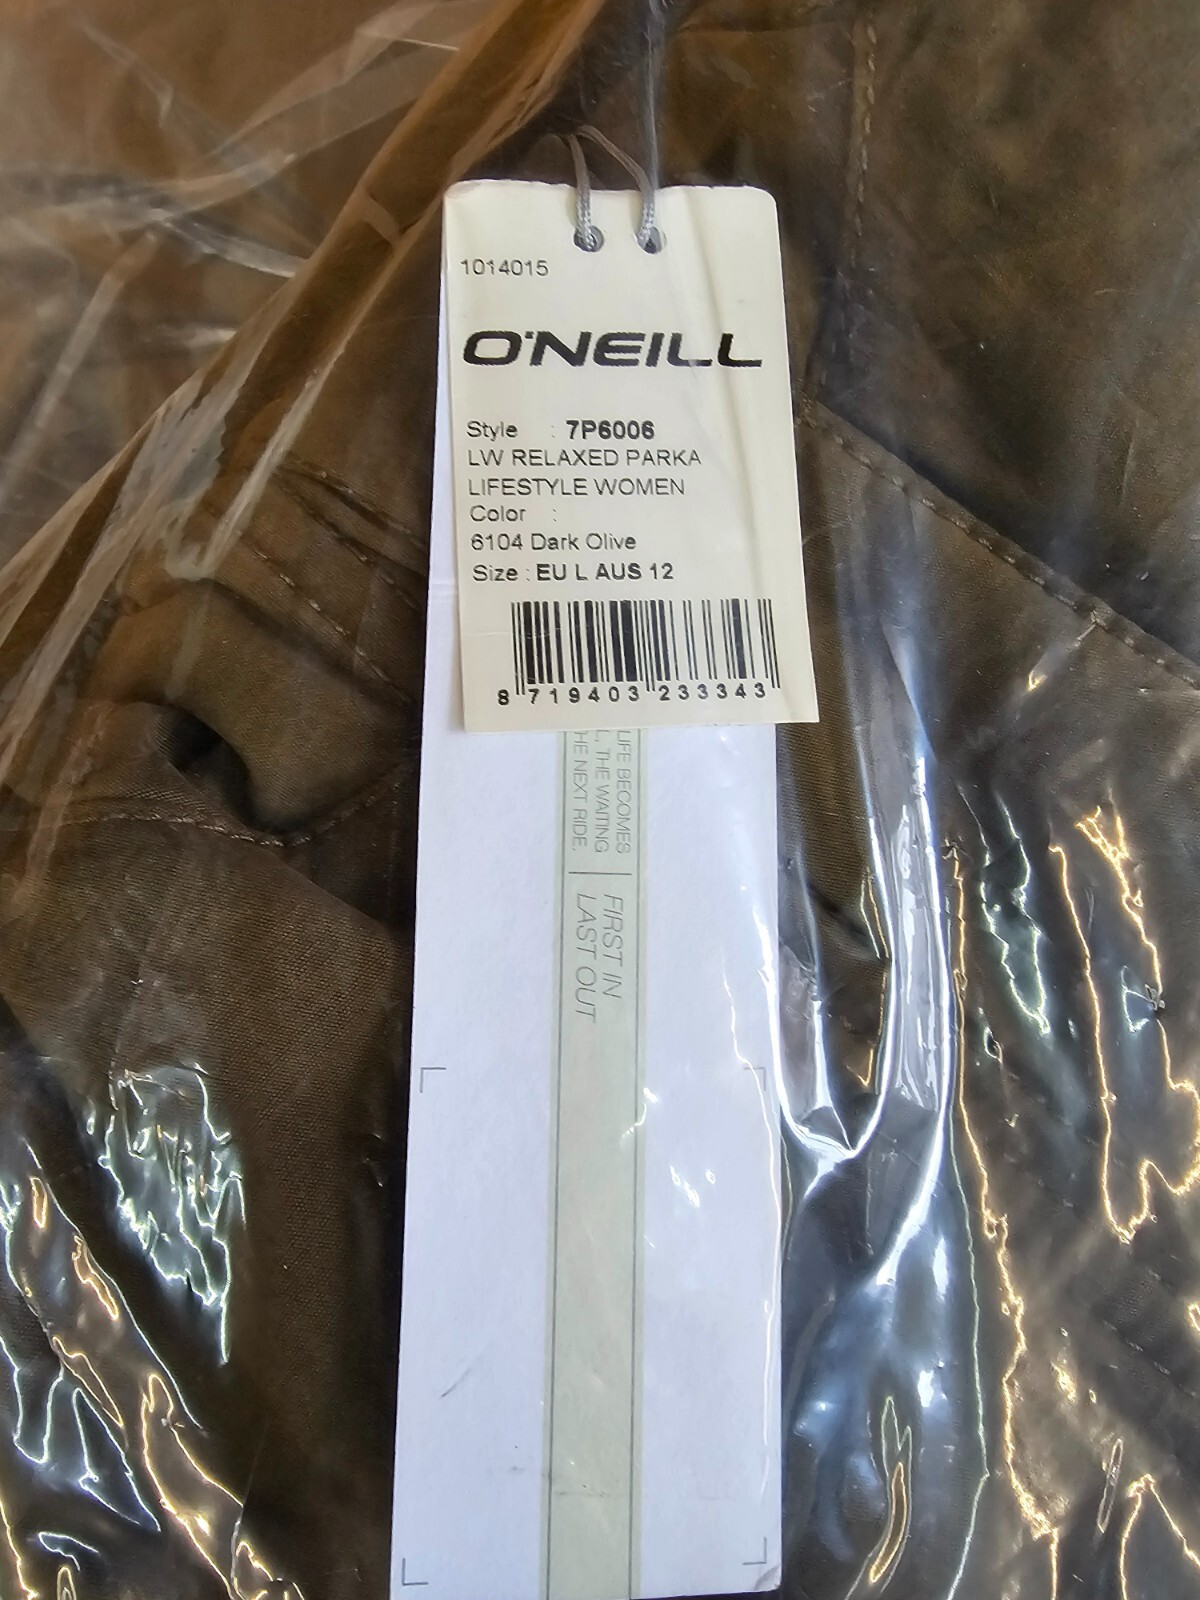 1014015
O'NEILL
Style : 7P6006
LW RELAXED PARKA
LIFESTYLE WOMEN
Color :
6104 Dark Olive
Size : EU L AUS 12
8 719403 233343
LIFE BECOMES
THE WAITING
THE NEXT RIDE.
FIRST IN
LAST OUT